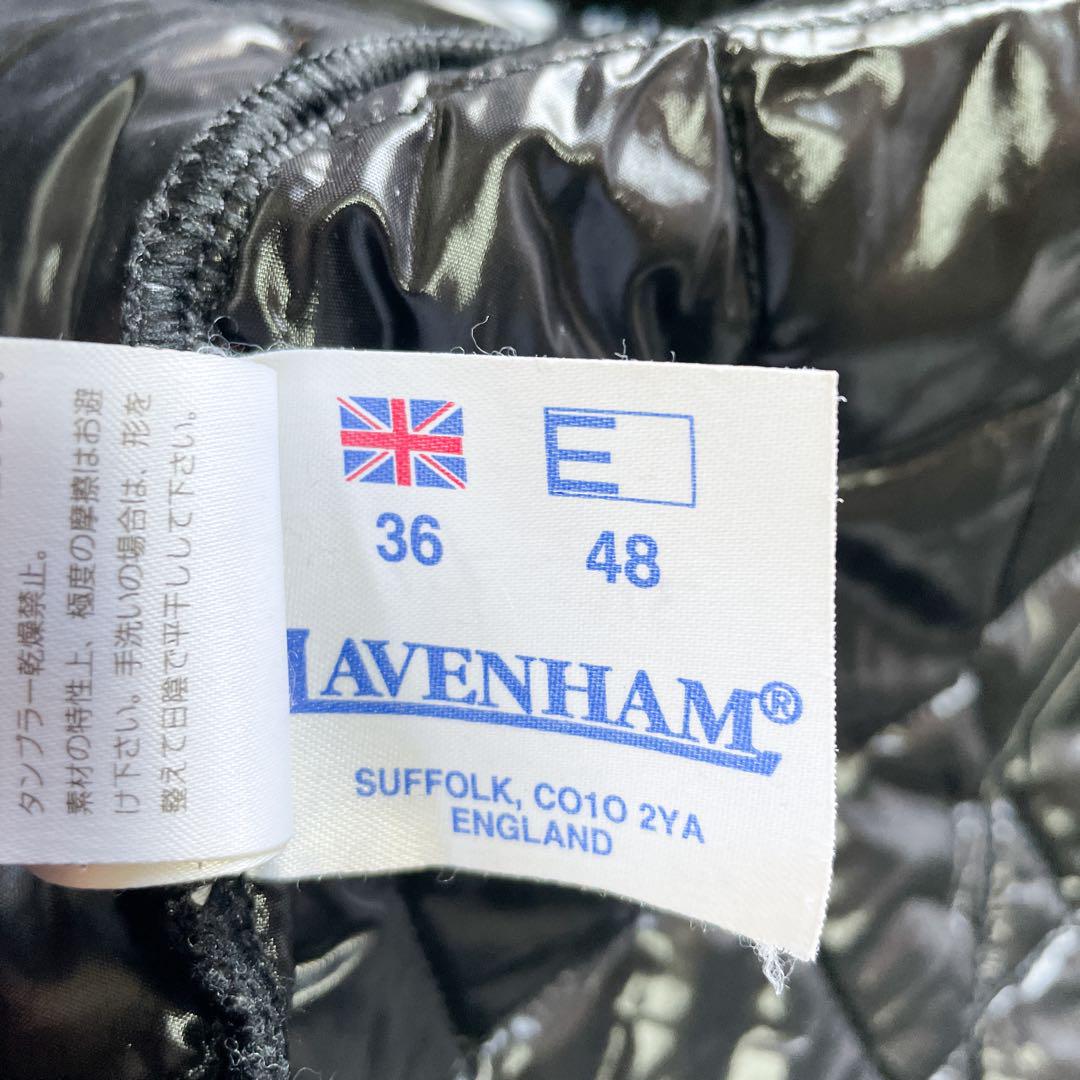 タンブラー乾燥禁止。
素材の特性上、極度の摩擦はお避
け下さい。手洗いの場合は、形を
整えて日陰で平干しして下さい。
E
36
48
LAVENHAM®
SUFFOLK, CO1O 2YA
ENGLAND